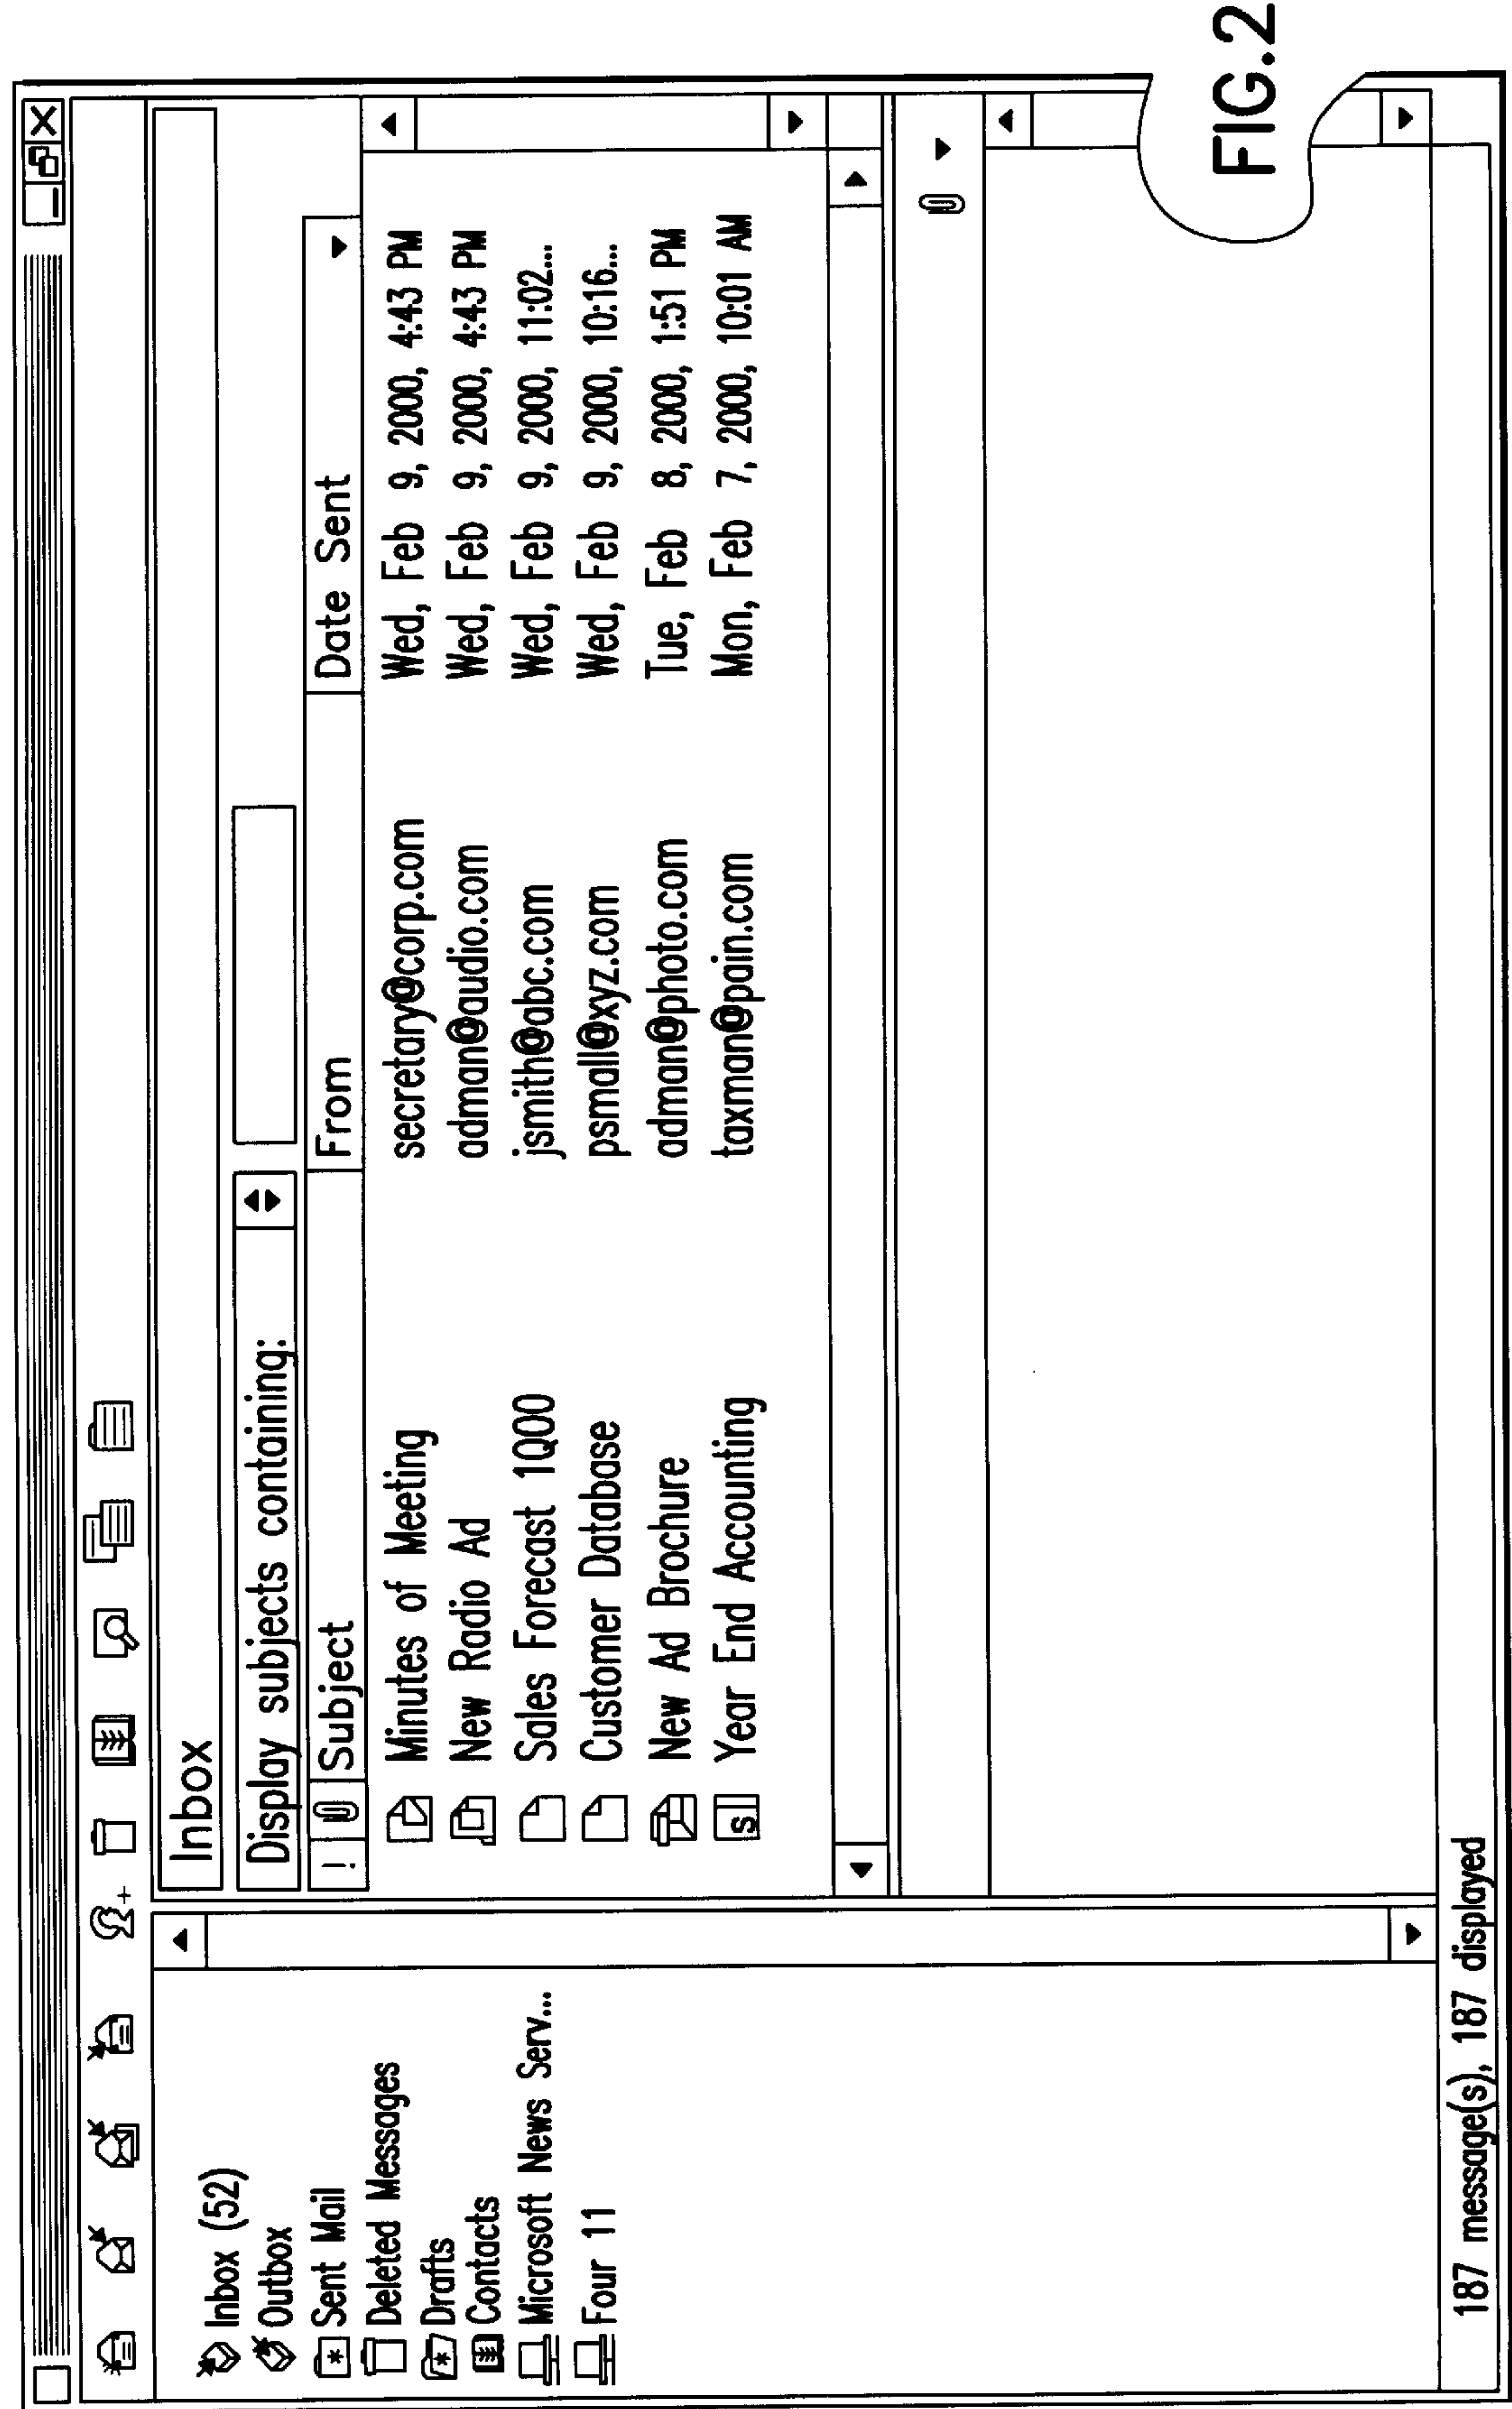 Inbox (52)
Outbox
Sent Mail
Deleted Messages
Drafts
Contacts
Microsoft News Serv...
Four 11
Inbox
Display subjects containing:
! Subject From Date Sent
Minutes of Meeting secretary@corp.com Wed, Feb 9, 2000, 4:43 PM
New Radio Ad adman@audio.com Wed, Feb 9, 2000, 4:43 PM
Sales Forecast 1Q00 jsmith@abc.com Wed, Feb 9, 2000, 11:02...
Customer Database psmall@xyz.com Wed, Feb 9, 2000, 10:16...
New Ad Brochure adman@photo.com Tue, Feb 8, 2000, 1:51 PM
S Year End Accounting taxman@pain.com Mon, Feb 7, 2000, 10:01 AM
187 message(s), 187 displayed
FIG.2